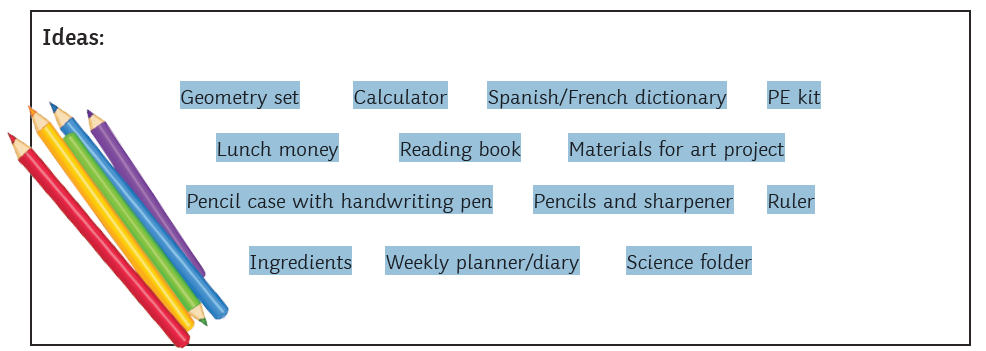 Ideas:
Geometry set Calculator Spanish/French dictionary PE kit
Lunch money Reading book Materials for art project
Pencil case with handwriting pen Pencils and sharpener Ruler
Ingredients Weekly planner/diary Science folder